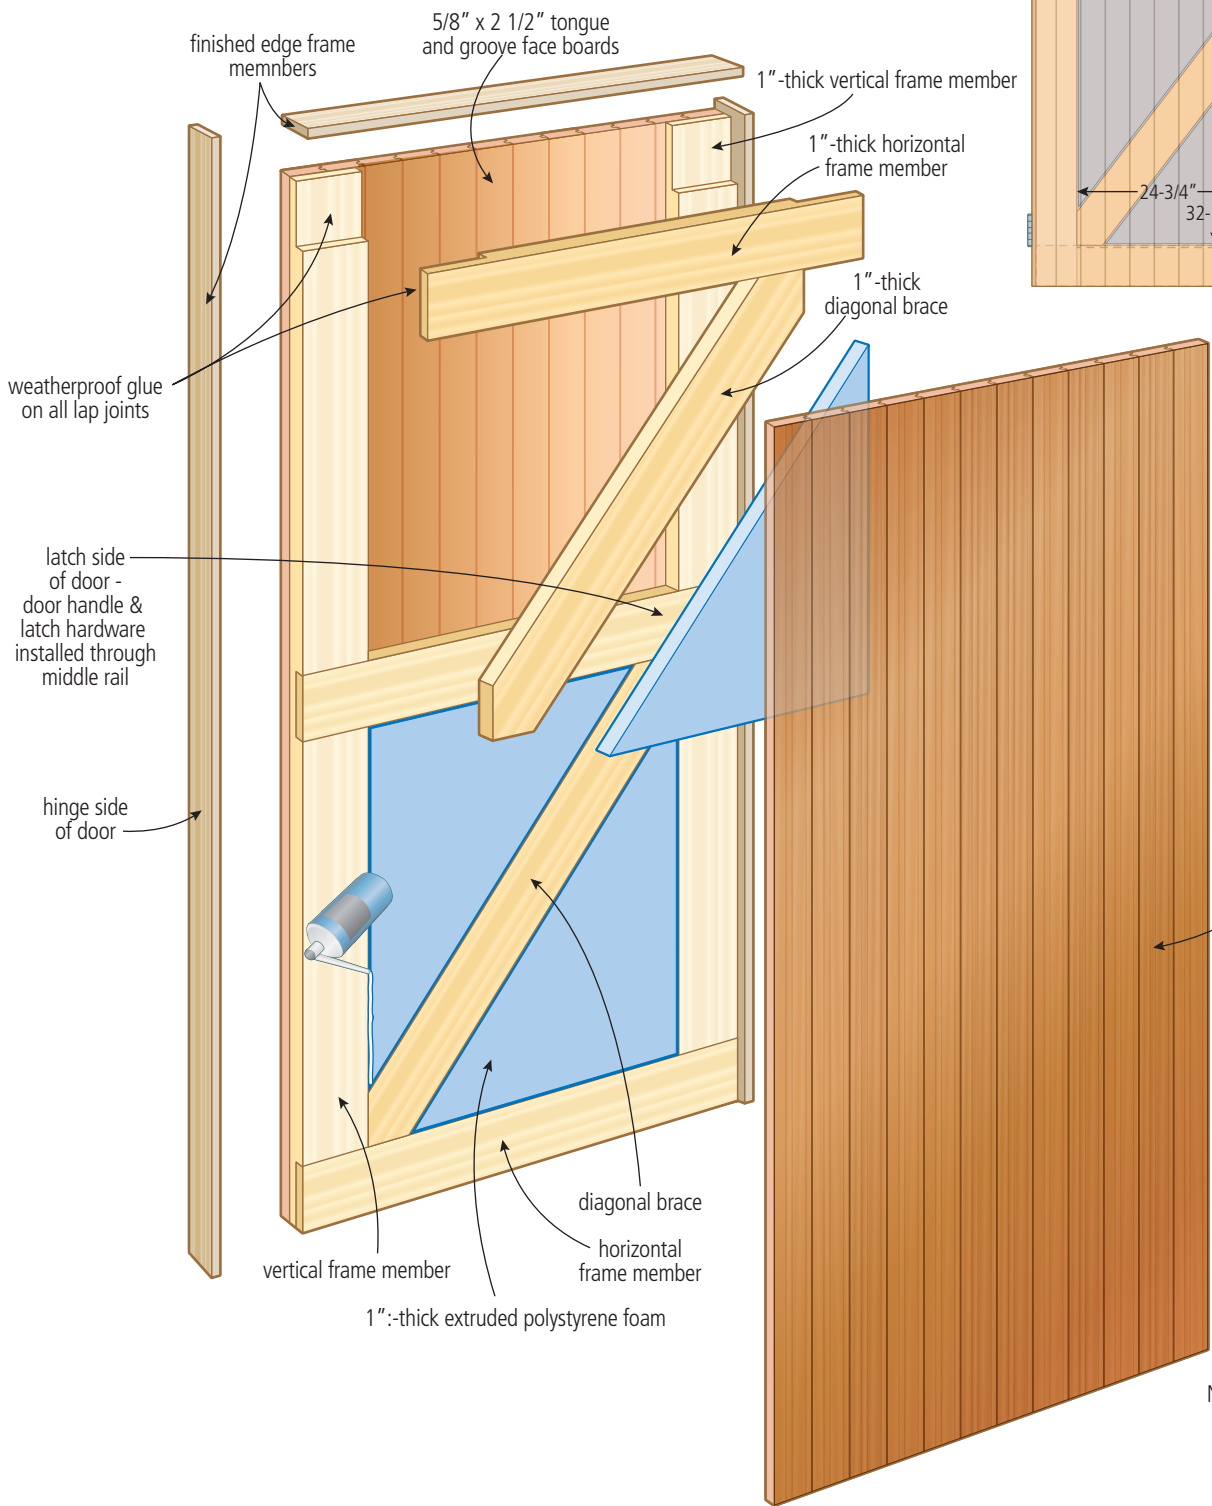 5/8" x 2 1/2" tongue
and groove face boards
finished edge frame
memnbers
1"-thick vertical frame member
1"-thick horizontal
frame member
24-3/4"
32-
1"-thick
diagonal brace
weatherproof glue
on all lap joints
latch side
of door -
door handle &
latch hardware
installed through
middle rail
hinge side
of door
diagonal brace
horizontal
frame member
vertical frame member
1":-thick extruded polystyrene foam
N